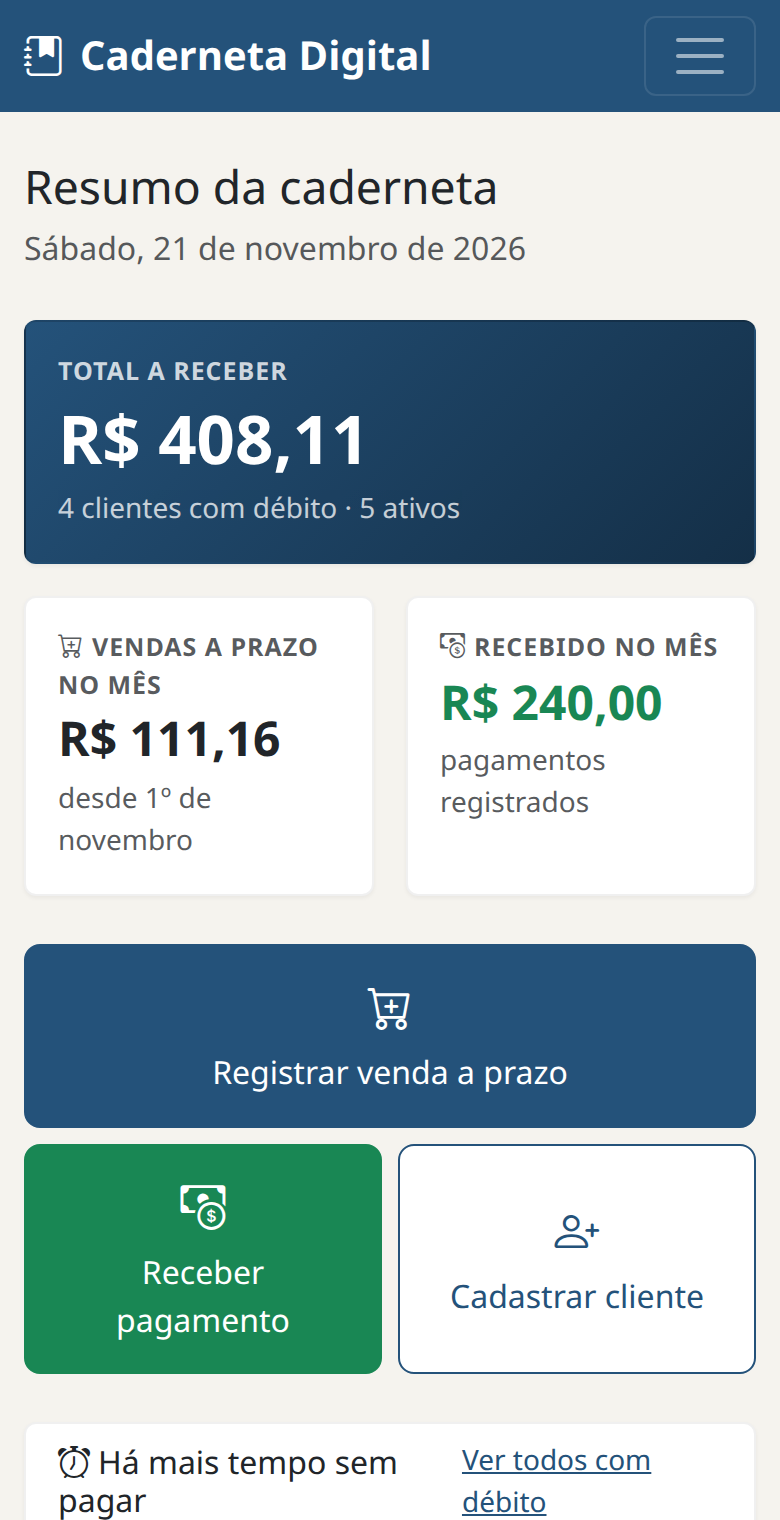 Caderneta Digital
Resumo da caderneta
Sábado, 21 de novembro de 2026
TOTAL A RECEBER
R$ 408,11
4 clientes com débito · 5 ativos
VENDAS A PRAZO
NO MÊS
R$ 111,16
desde 1º de
novembro
RECEBIDO NO MÊS
R$ 240,00
pagamentos
registrados
Registrar venda a prazo
Receber
pagamento
Cadastrar cliente
Há mais tempo sem
pagar
Ver todos com
débito